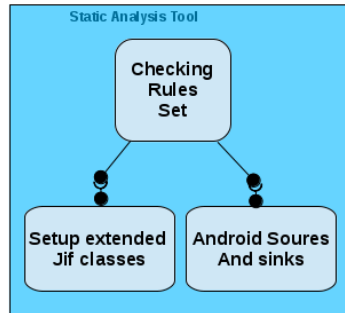 Static Analysis Tool
Checking
Rules
Set
Setup extended
Jif classes
Android Soures
And sinks